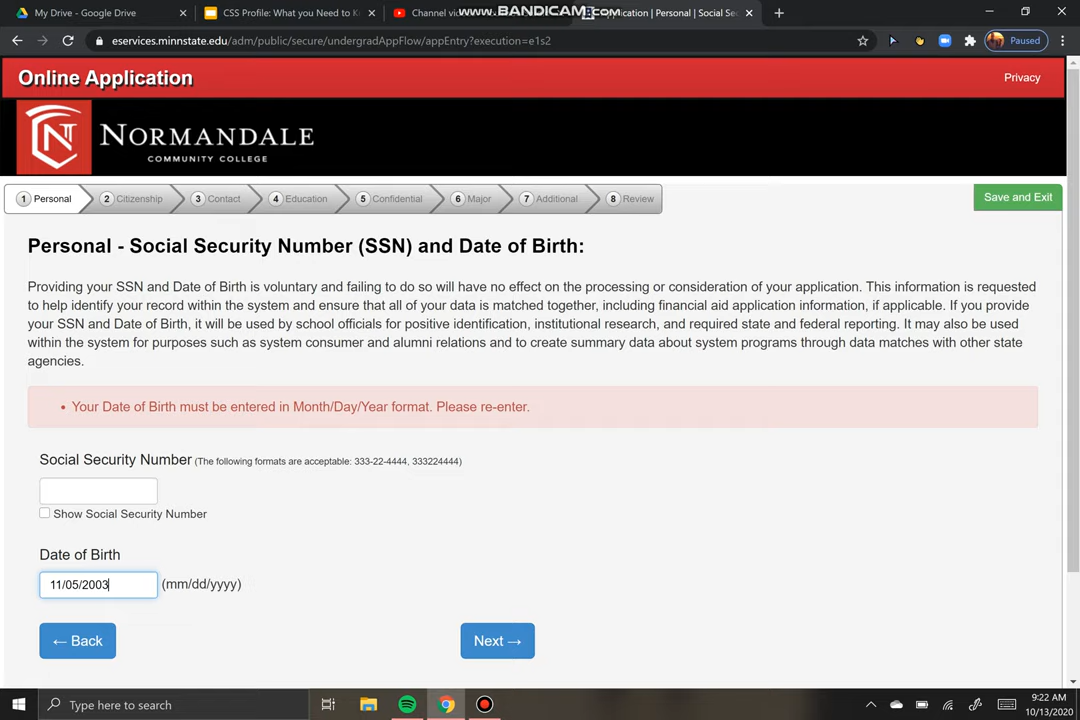 My Drive - Google Drive
CSS Profile: What you Need to K
Channel vi
WWW.BANDICAM.COM
plication | Personal | Social Se
eservices.minnstate.edu/adm/public/secure/undergradAppFlow/appEntry?execution=e1s2
Paused
Online Application
Privacy
N
NORMANDALE
COMMUNITY COLLEGE
1 Personal
2 Citizenship
3 Contact
4 Education
5 Confidential
6 Major
7 Additional
8 Review
Save and Exit
Personal - Social Security Number (SSN) and Date of Birth:
Providing your SSN and Date of Birth is voluntary and failing to do so will have no effect on the processing or consideration of your application. This information is requested
to help identify your record within the system and ensure that all of your data is matched together, including financial aid application information, if applicable. If you provide
your SSN and Date of Birth, it will be used by school officials for positive identification, institutional research, and required state and federal reporting. It may also be used
within the system for purposes such as system consumer and alumni relations and to create summary data about system programs through data matches with other state
agencies.
• Your Date of Birth must be entered in Month/Day/Year format. Please re-enter.
Social Security Number (The following formats are acceptable: 333-22-4444, 333224444)
Show Social Security Number
Date of Birth
11/05/2003 (mm/dd/yyyy)
← Back
Next →
Type here to search
9:22 AM
10/13/2020